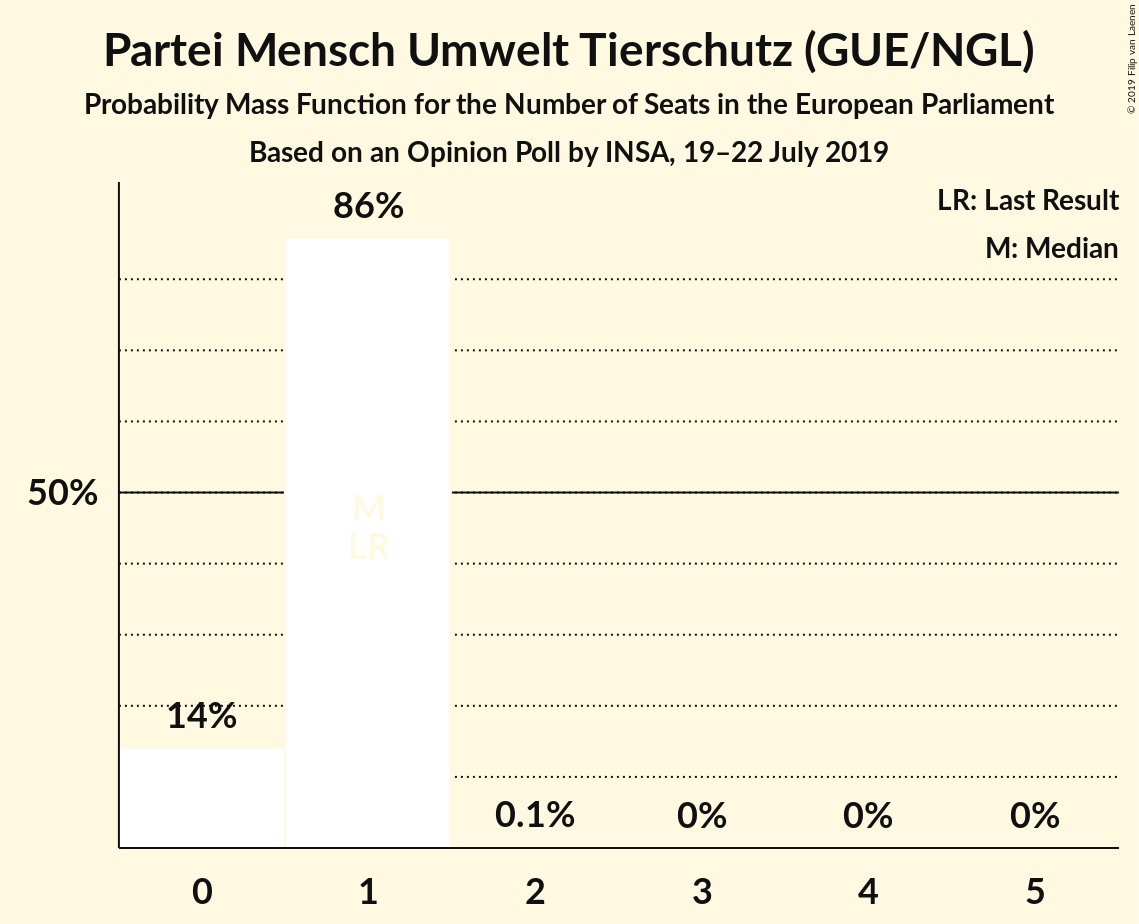 Partei Mensch Umwelt Tierschutz (GUE/NGL)
Probability Mass Function for the Number of Seats in the European Parliament
Based on an Opinion Poll by INSA, 19–22 July 2019
© 2019 Filip van Laenen
LR: Last Result
M: Median
86%
50%
M
LR
14%
0.1%
0%
0%
0%
0
1
2
3
4
5